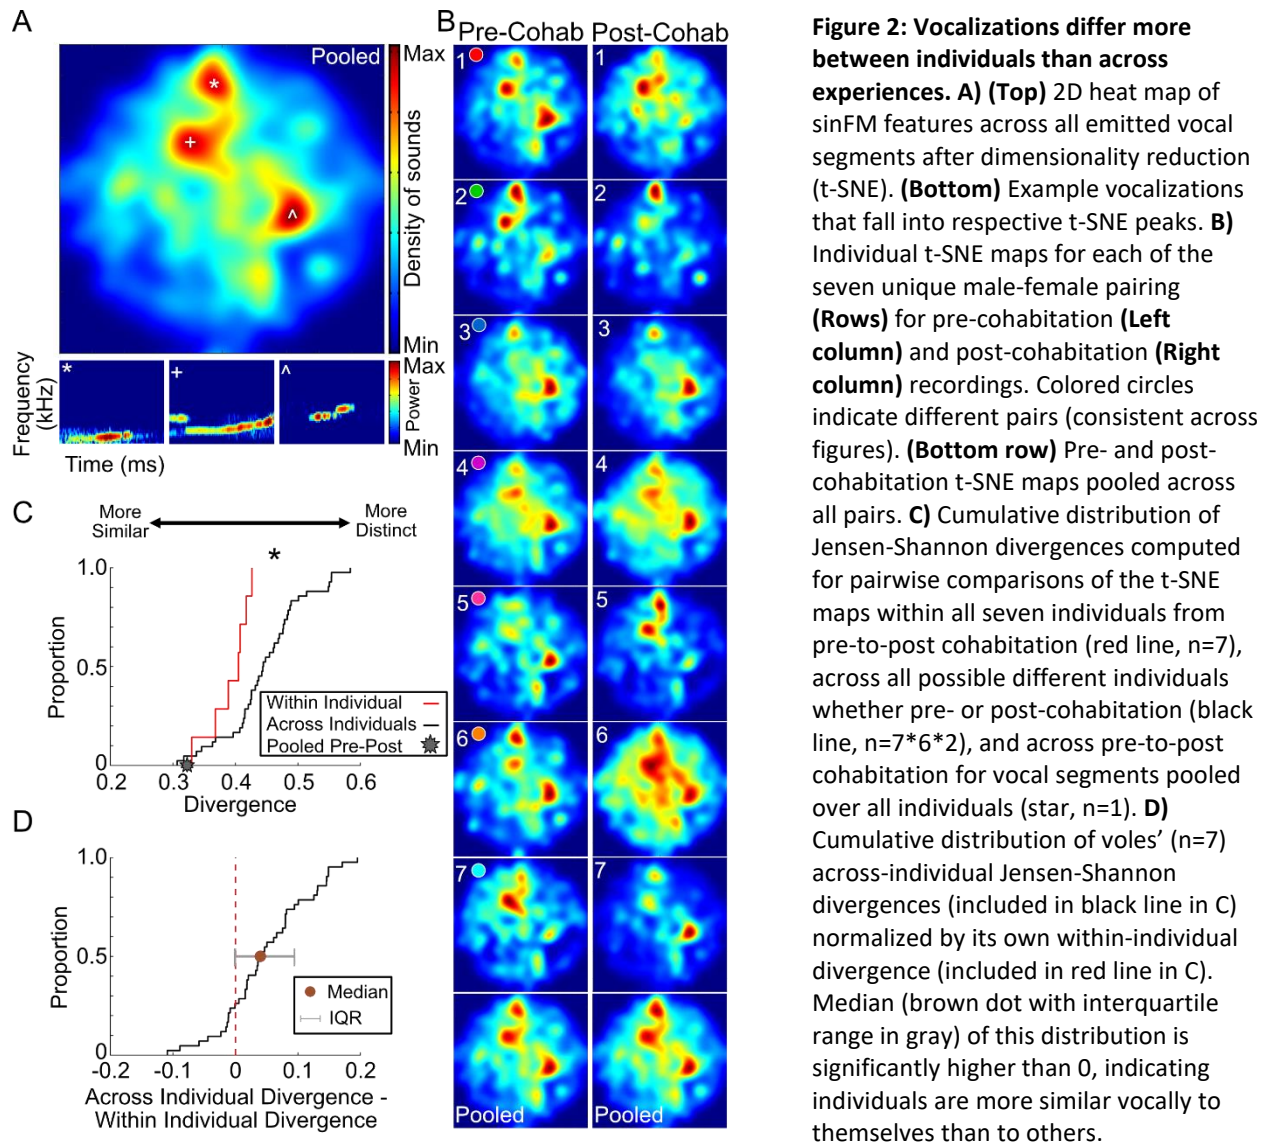 A
Pooled
*
+
^
Max
Density of sounds
Min
Frequency
(kHz)
*
+
^
Max
Power
Min
Time (ms)
B
Pre-Cohab
Post-Cohab
1
1
2
2
3
3
4
4
5
5
6
6
7
7
Pooled
Pooled
C
More
Similar
More
Distinct
*
1.0
0.5
0
Proportion
Within Individual
Across Individuals
Pooled Pre-Post
0.2
0.3
0.4
0.5
0.6
Divergence
D
1.0
0.5
0
Proportion
Median
IQR
-0.2
-0.1
0
0.1
0.2
Across Individual Divergence -
Within Individual Divergence
Figure 2: Vocalizations differ more
between individuals than across
experiences. A) (Top) 2D heat map of
sinFM features across all emitted vocal
segments after dimensionality reduction
(t-SNE). (Bottom) Example vocalizations
that fall into respective t-SNE peaks. B)
Individual t-SNE maps for each of the
seven unique male-female pairing
(Rows) for pre-cohabitation (Left
column) and post-cohabitation (Right
column) recordings. Colored circles
indicate different pairs (consistent across
figures). (Bottom row) Pre- and post-
cohabitation t-SNE maps pooled across
all pairs. C) Cumulative distribution of
Jensen-Shannon divergences computed
for pairwise comparisons of the t-SNE
maps within all seven individuals from
pre-to-post cohabitation (red line, n=7),
across all possible different individuals
whether pre- or post-cohabitation (black
line, n=7*6*2), and across pre-to-post
cohabitation for vocal segments pooled
over all individuals (star, n=1). D)
Cumulative distribution of voles’ (n=7)
across-individual Jensen-Shannon
divergences (included in black line in C)
normalized by its own within-individual
divergence (included in red line in C).
Median (brown dot with interquartile
range in gray) of this distribution is
significantly higher than 0, indicating
individuals are more similar vocally to
themselves than to others.